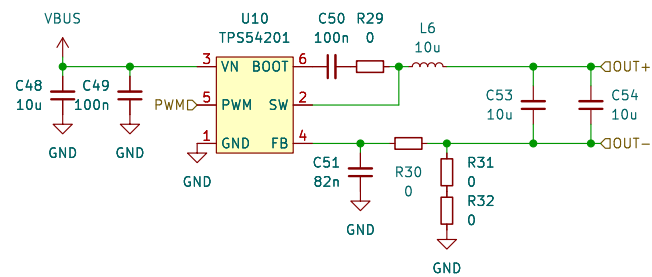 VBUS
U10
TPS54201
C50
100n
R29
0
L6
10u
3
VN
BOOT
6
OUT+
C48
10u
C49
100n
PWM
5
PWM
SW
2
C53
10u
C54
10u
1
GND
FB
4
OUT-
GND
GND
GND
C51
82n
R30
0
R31
0
R32
0
GND
GND